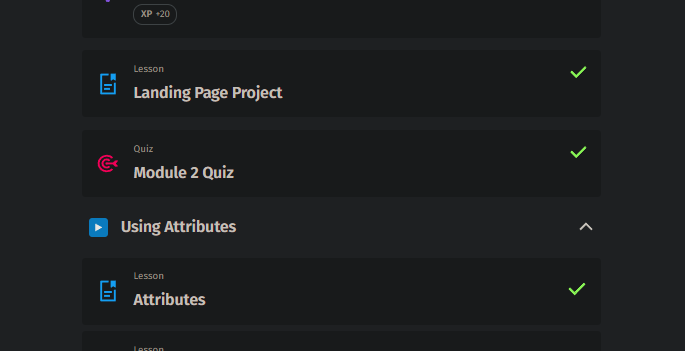 XP +20
Lesson
Landing Page Project
Quiz
Module 2 Quiz
Using Attributes
Lesson
Attributes
Lesson